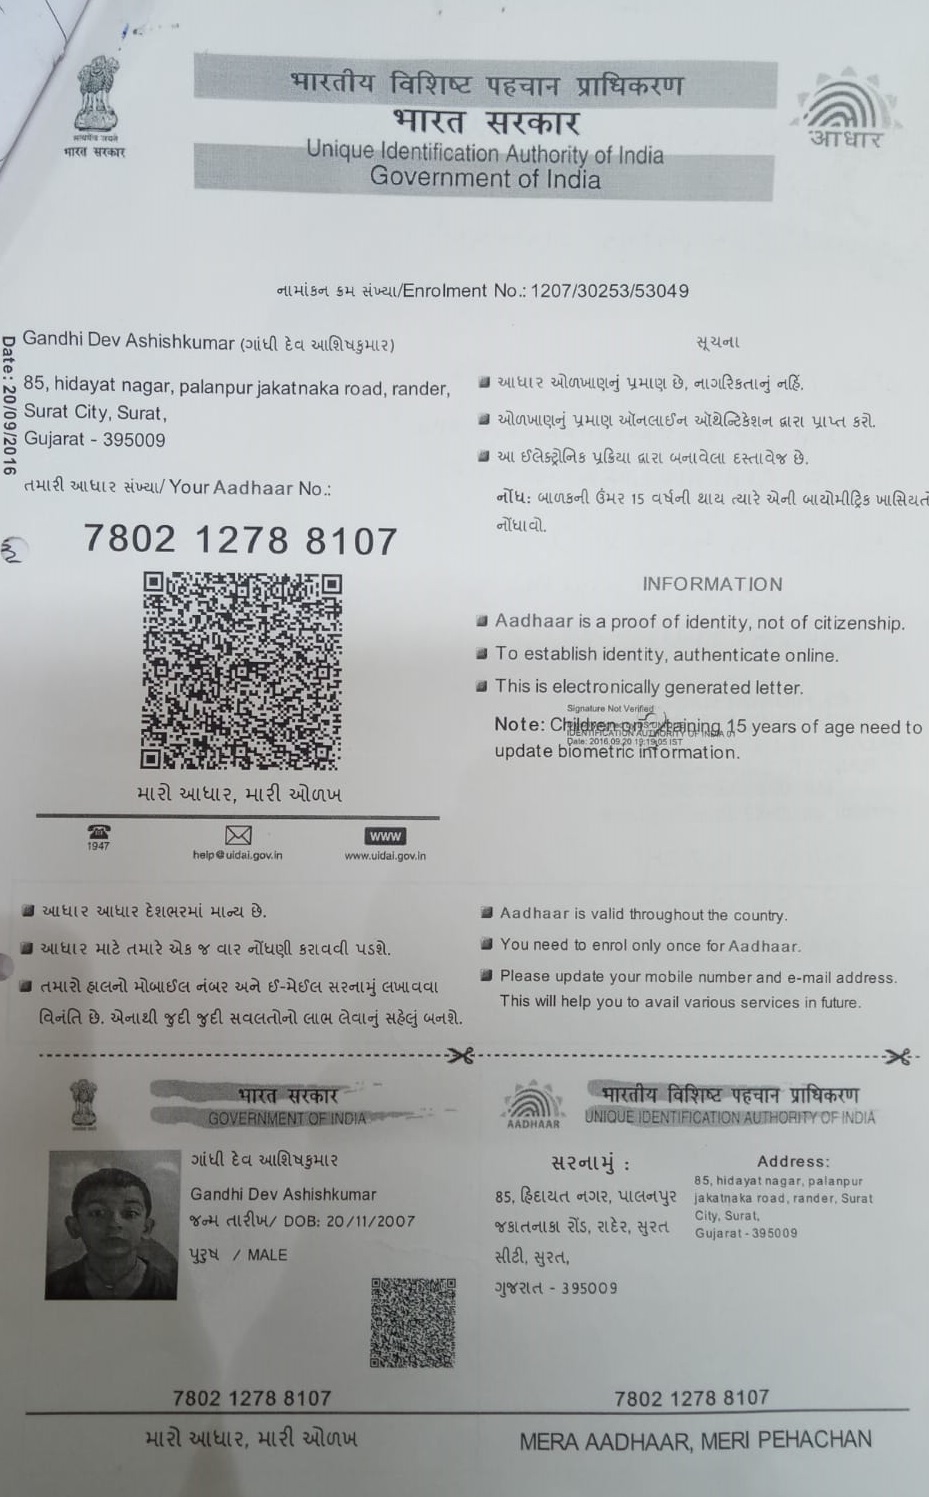 सत्यमेव जयते
भारत सरकार
भारतीय विशिष्ट पहचान प्राधिकरण
भारत सरकार
Unique Identification Authority of India
Government of India
आधार
નામાંકન ક્રમ સંખ્યા/Enrolment No.: 1207/30253/53049
Date: 20/09/2016
Gandhi Dev Ashishkumar (ગાંધી દેવ આશિષકુમાર)
85, hidayat nagar, palanpur jakatnaka road, rander,
Surat City, Surat,
Gujarat - 395009
તમારી આધાર સંખ્યા/ Your Aadhaar No.:
7802 1278 8107
મારો આધાર, મારી ઓળખ
1947
help@uidai.gov.in
www
www.uidai.gov.in
સૂચના
આધાર ઓળખાણનું પ્રમાણ છે, નાગરિકતાનું નહિં.
ઓળખાણનું પ્રમાણ ઑનલાઈન ઑથેન્ટિકેશન દ્વારા પ્રાપ્ત કરો.
આ ઈલેક્ટ્રોનિક પ્રક્રિયા દ્વારા બનાવેલા દસ્તાવેજ છે.
નોંધ: બાળકની ઉંમર 15 વર્ષની થાય ત્યારે એની બાયોમીટ્રિક ખાસિયત
નોંધાવો.
INFORMATION
Aadhaar is a proof of identity, not of citizenship.
To establish identity, authenticate online.
This is electronically generated letter.
Signature Not Verified
Note: Children on attaining 15 years of age need to
IDENTIFICATION AUTHORITY OF INDIA 01
Date: 2016.09.20 19:19:05 IST
update biometric information.
આધાર આધાર દેશભરમાં માન્ય છે.
આધાર માટે તમારે એક જ વાર નોંધણી કરાવવી પડશે.
તમારો હાલનો મોબાઈલ નંબર અને ઈ-મેઈલ સરનામું લખાવવા
વિનંતિ છે. એનાથી જુદી જુદી સવલતોનો લાભ લેવાનું સહેલું બનશે.
Aadhaar is valid throughout the country.
You need to enrol only once for Aadhaar.
Please update your mobile number and e-mail address.
This will help you to avail various services in future.
भारत सरकार
GOVERNMENT OF INDIA
ગાંધી દેવ આશિષકુમાર
Gandhi Dev Ashishkumar
જન્મ તારીખ/ DOB: 20/11/2007
પુરુષ / MALE
7802 1278 8107
મારો આધાર, મારી ઓળખ
AADHAAR
भारतीय विशिष्ट पहचान प्राधिकरण
UNIQUE IDENTIFICATION AUTHORITY OF INDIA
સરનામું :
85, હિદાયત નગર, પાલનપુર
જકાતનાકા રોંડ, રાદેર, સુરત
સીટી, સુરત,
ગુજરાત - 395009
Address:
85, hidayat nagar, palanpur
jakatnaka road, rander, Surat
City, Surat,
Gujarat - 395009
7802 1278 8107
MERA AADHAAR, MERI PEHACHAN